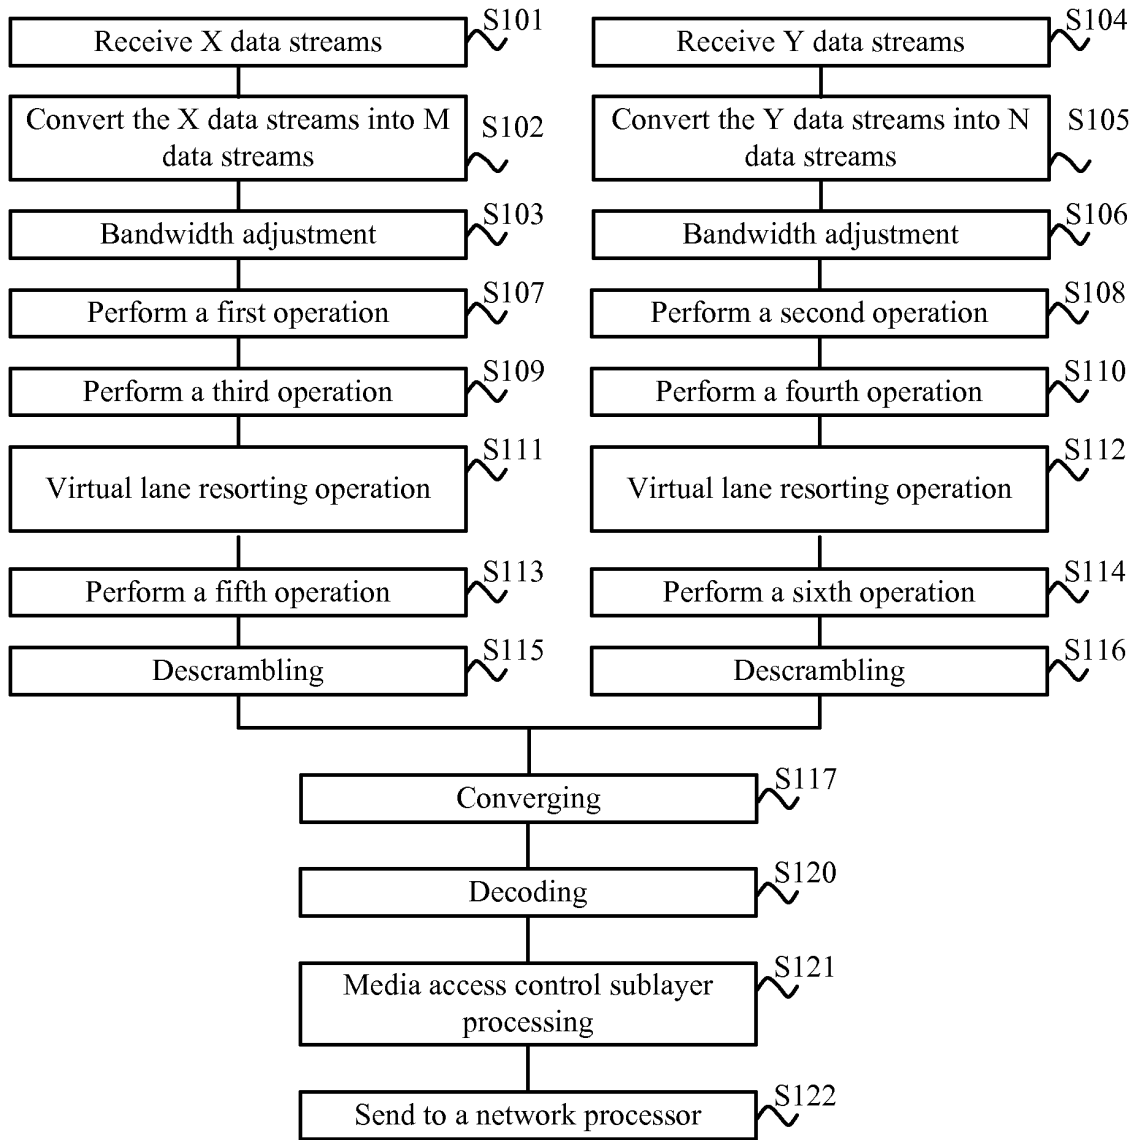 Receive X data streams
S101
Convert the X data streams into M
data streams
S102
Bandwidth adjustment
S103
Perform a first operation
S107
Perform a third operation
S109
Virtual lane resorting operation
S111
Perform a fifth operation
S113
Descrambling
S115
Receive Y data streams
S104
Convert the Y data streams into N
data streams
S105
Bandwidth adjustment
S106
Perform a second operation
S108
Perform a fourth operation
S110
Virtual lane resorting operation
S112
Perform a sixth operation
S114
Descrambling
S116
Converging
S117
Decoding
S120
Media access control sublayer
processing
S121
Send to a network processor
S122